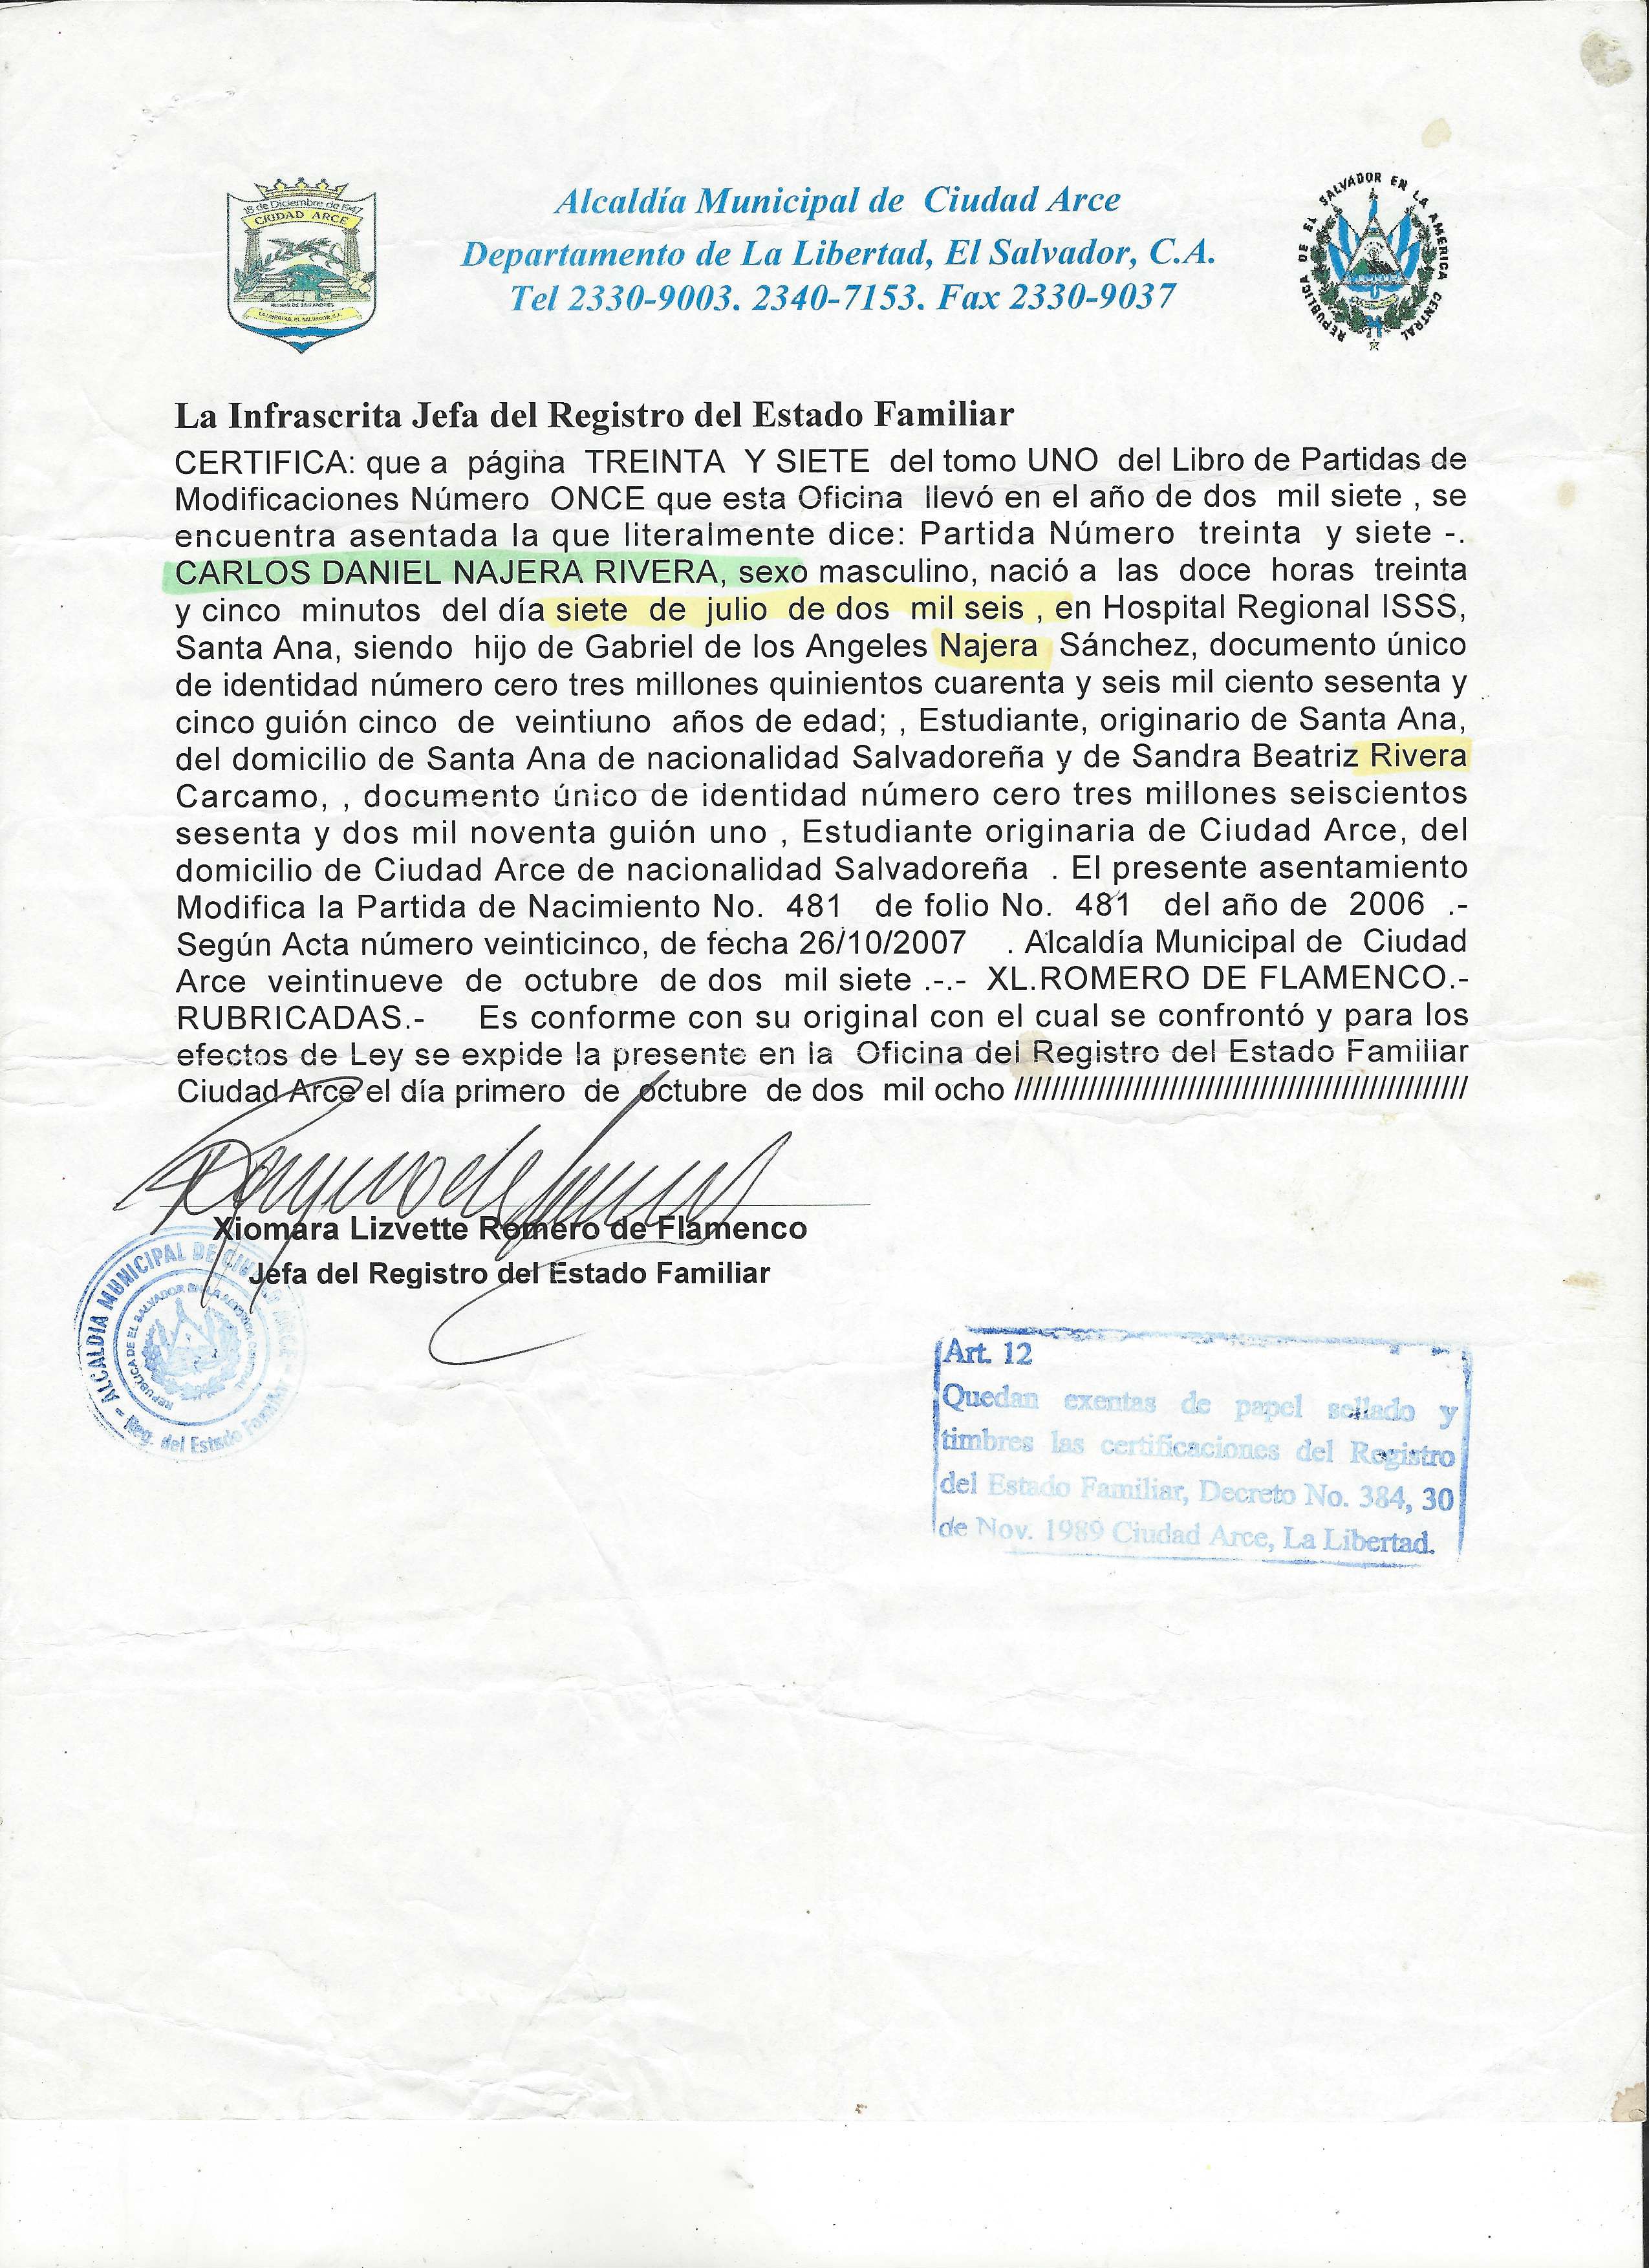 18 de Diciembre de 1947
CIUDAD ARCE
LA LIBERTAD, EL SALVADOR, C.A.
Alcaldía Municipal de Ciudad Arce
Departamento de La Libertad, El Salvador, C.A.
Tel 2330-9003. 2340-7153. Fax 2330-9037
REPUBLICA DE EL SALVADOR EN LA AMERICA CENTRAL
La Infrascrita Jefa del Registro del Estado Familiar
CERTIFICA: que a página TREINTA Y SIETE del tomo UNO del Libro de Partidas de
Modificaciones Número ONCE que esta Oficina llevó en el año de dos mil siete , se
encuentra asentada la que literalmente dice: Partida Número treinta y siete -.
CARLOS DANIEL NAJERA RIVERA, sexo masculino, nació a las doce horas treinta
y cinco minutos del día siete de julio de dos mil seis , en Hospital Regional ISSS,
Santa Ana, siendo hijo de Gabriel de los Angeles Najera Sánchez, documento único
de identidad número cero tres millones quinientos cuarenta y seis mil ciento sesenta y
cinco guión cinco de veintiuno años de edad; , Estudiante, originario de Santa Ana,
del domicilio de Santa Ana de nacionalidad Salvadoreña y de Sandra Beatriz Rivera
Carcamo, , documento único de identidad número cero tres millones seiscientos
sesenta y dos mil noventa guión uno , Estudiante originaria de Ciudad Arce, del
domicilio de Ciudad Arce de nacionalidad Salvadoreña . El presente asentamiento
Modifica la Partida de Nacimiento No. 481 de folio No. 481 del año de 2006 .-
Según Acta número veinticinco, de fecha 26/10/2007 . Alcaldía Municipal de Ciudad
Arce veintinueve de octubre de dos mil siete .-.- XL.ROMERO DE FLAMENCO.-
RUBRICADAS.- Es conforme con su original con el cual se confrontó y para los
efectos de Ley se expide la presente en la Oficina del Registro del Estado Familiar
Ciudad Arce el día primero de octubre de dos mil ocho //////////////////////////////////////////////////
Xiomara Lizvette Romero de Flamenco
Jefa del Registro del Estado Familiar
ALCALDIA MUNICIPAL DE CIUDAD ARCE
REPUBLICA DE EL SALVADOR EN LA AMERICA CENTRAL
Reg. del Estado Familiar
Art. 12
Quedan exentas de papel sellado y
timbres las certificaciones del Registro
del Estado Familiar, Decreto No. 384, 30
de Nov. 1989 Ciudad Arce, La Libertad.